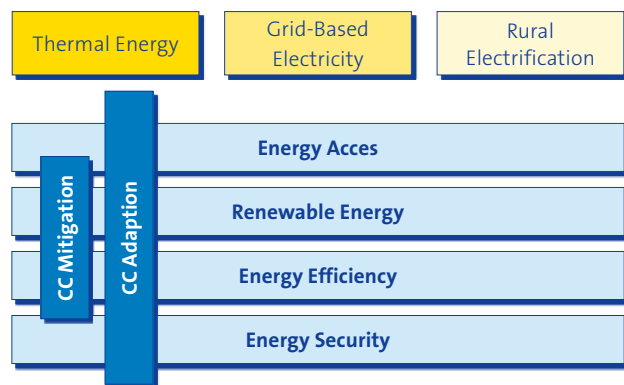 Thermal Energy
Grid-Based
Electricity
Rural
Electrification
Energy Acces
Renewable Energy
Energy Efficiency
Energy Security
CC Mitigation
CC Adaption